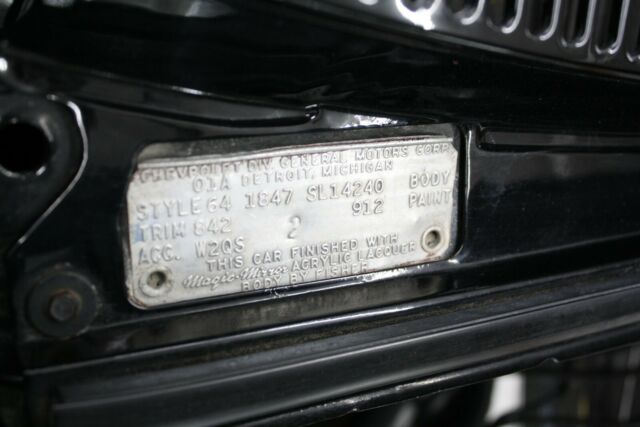 CHEVROLET DIV. GENERAL MOTORS CORP.
01A DETROIT, MICHIGAN
STYLE 64 1847 SL14240 BODY
TRIM 842 912 PAINT
ACC. W2QS 2
THIS CAR FINISHED WITH
Magic-Mirror ACRYLIC LACQUER
BODY BY FISHER